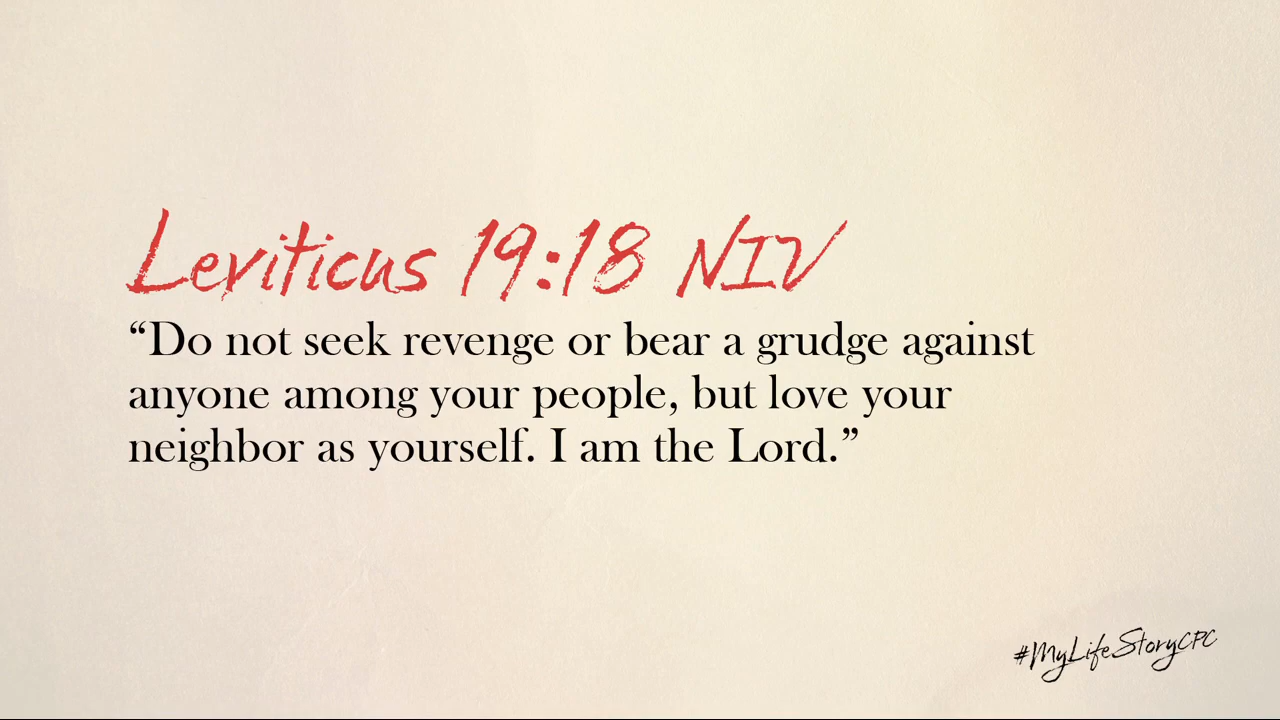 Leviticus 19:18 NIV
“Do not seek revenge or bear a grudge against
anyone among your people, but love your
neighbor as yourself. I am the Lord.”
#MyLifeStoryCPC